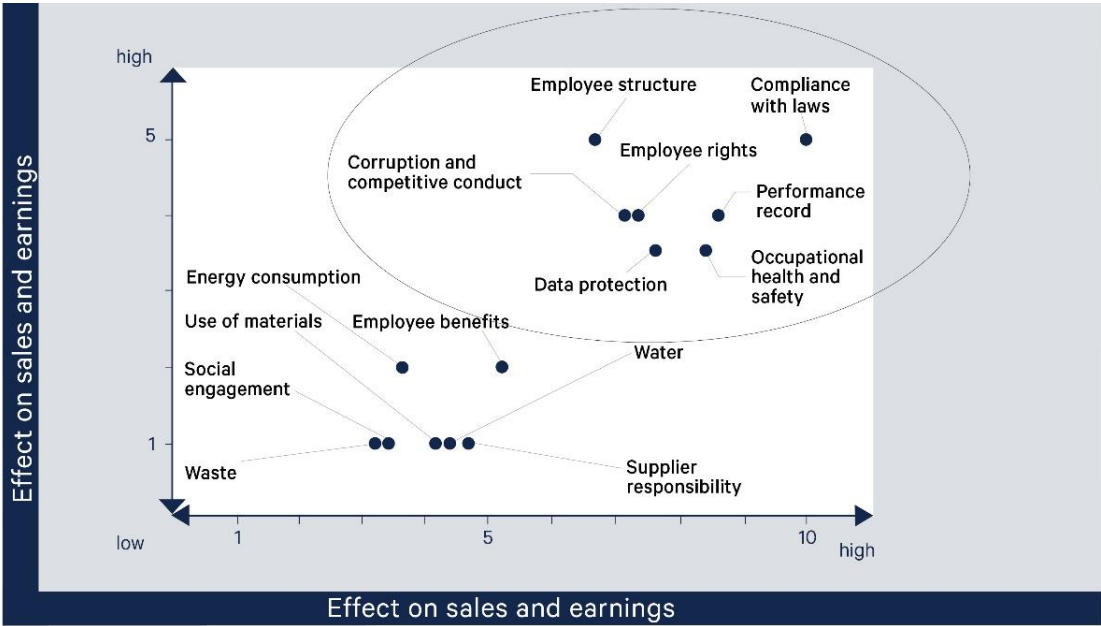 high
Employee structure
Compliance
with laws
5
Employee rights
Corruption and
competitive conduct
Performance
record
Occupational
health and
safety
Data protection
Energy consumption
Use of materials
Employee benefits
Water
Social
engagement
1
Waste
Supplier
responsibility
low
1
5
10
high
Effect on sales and earnings
Effect on sales and earnings